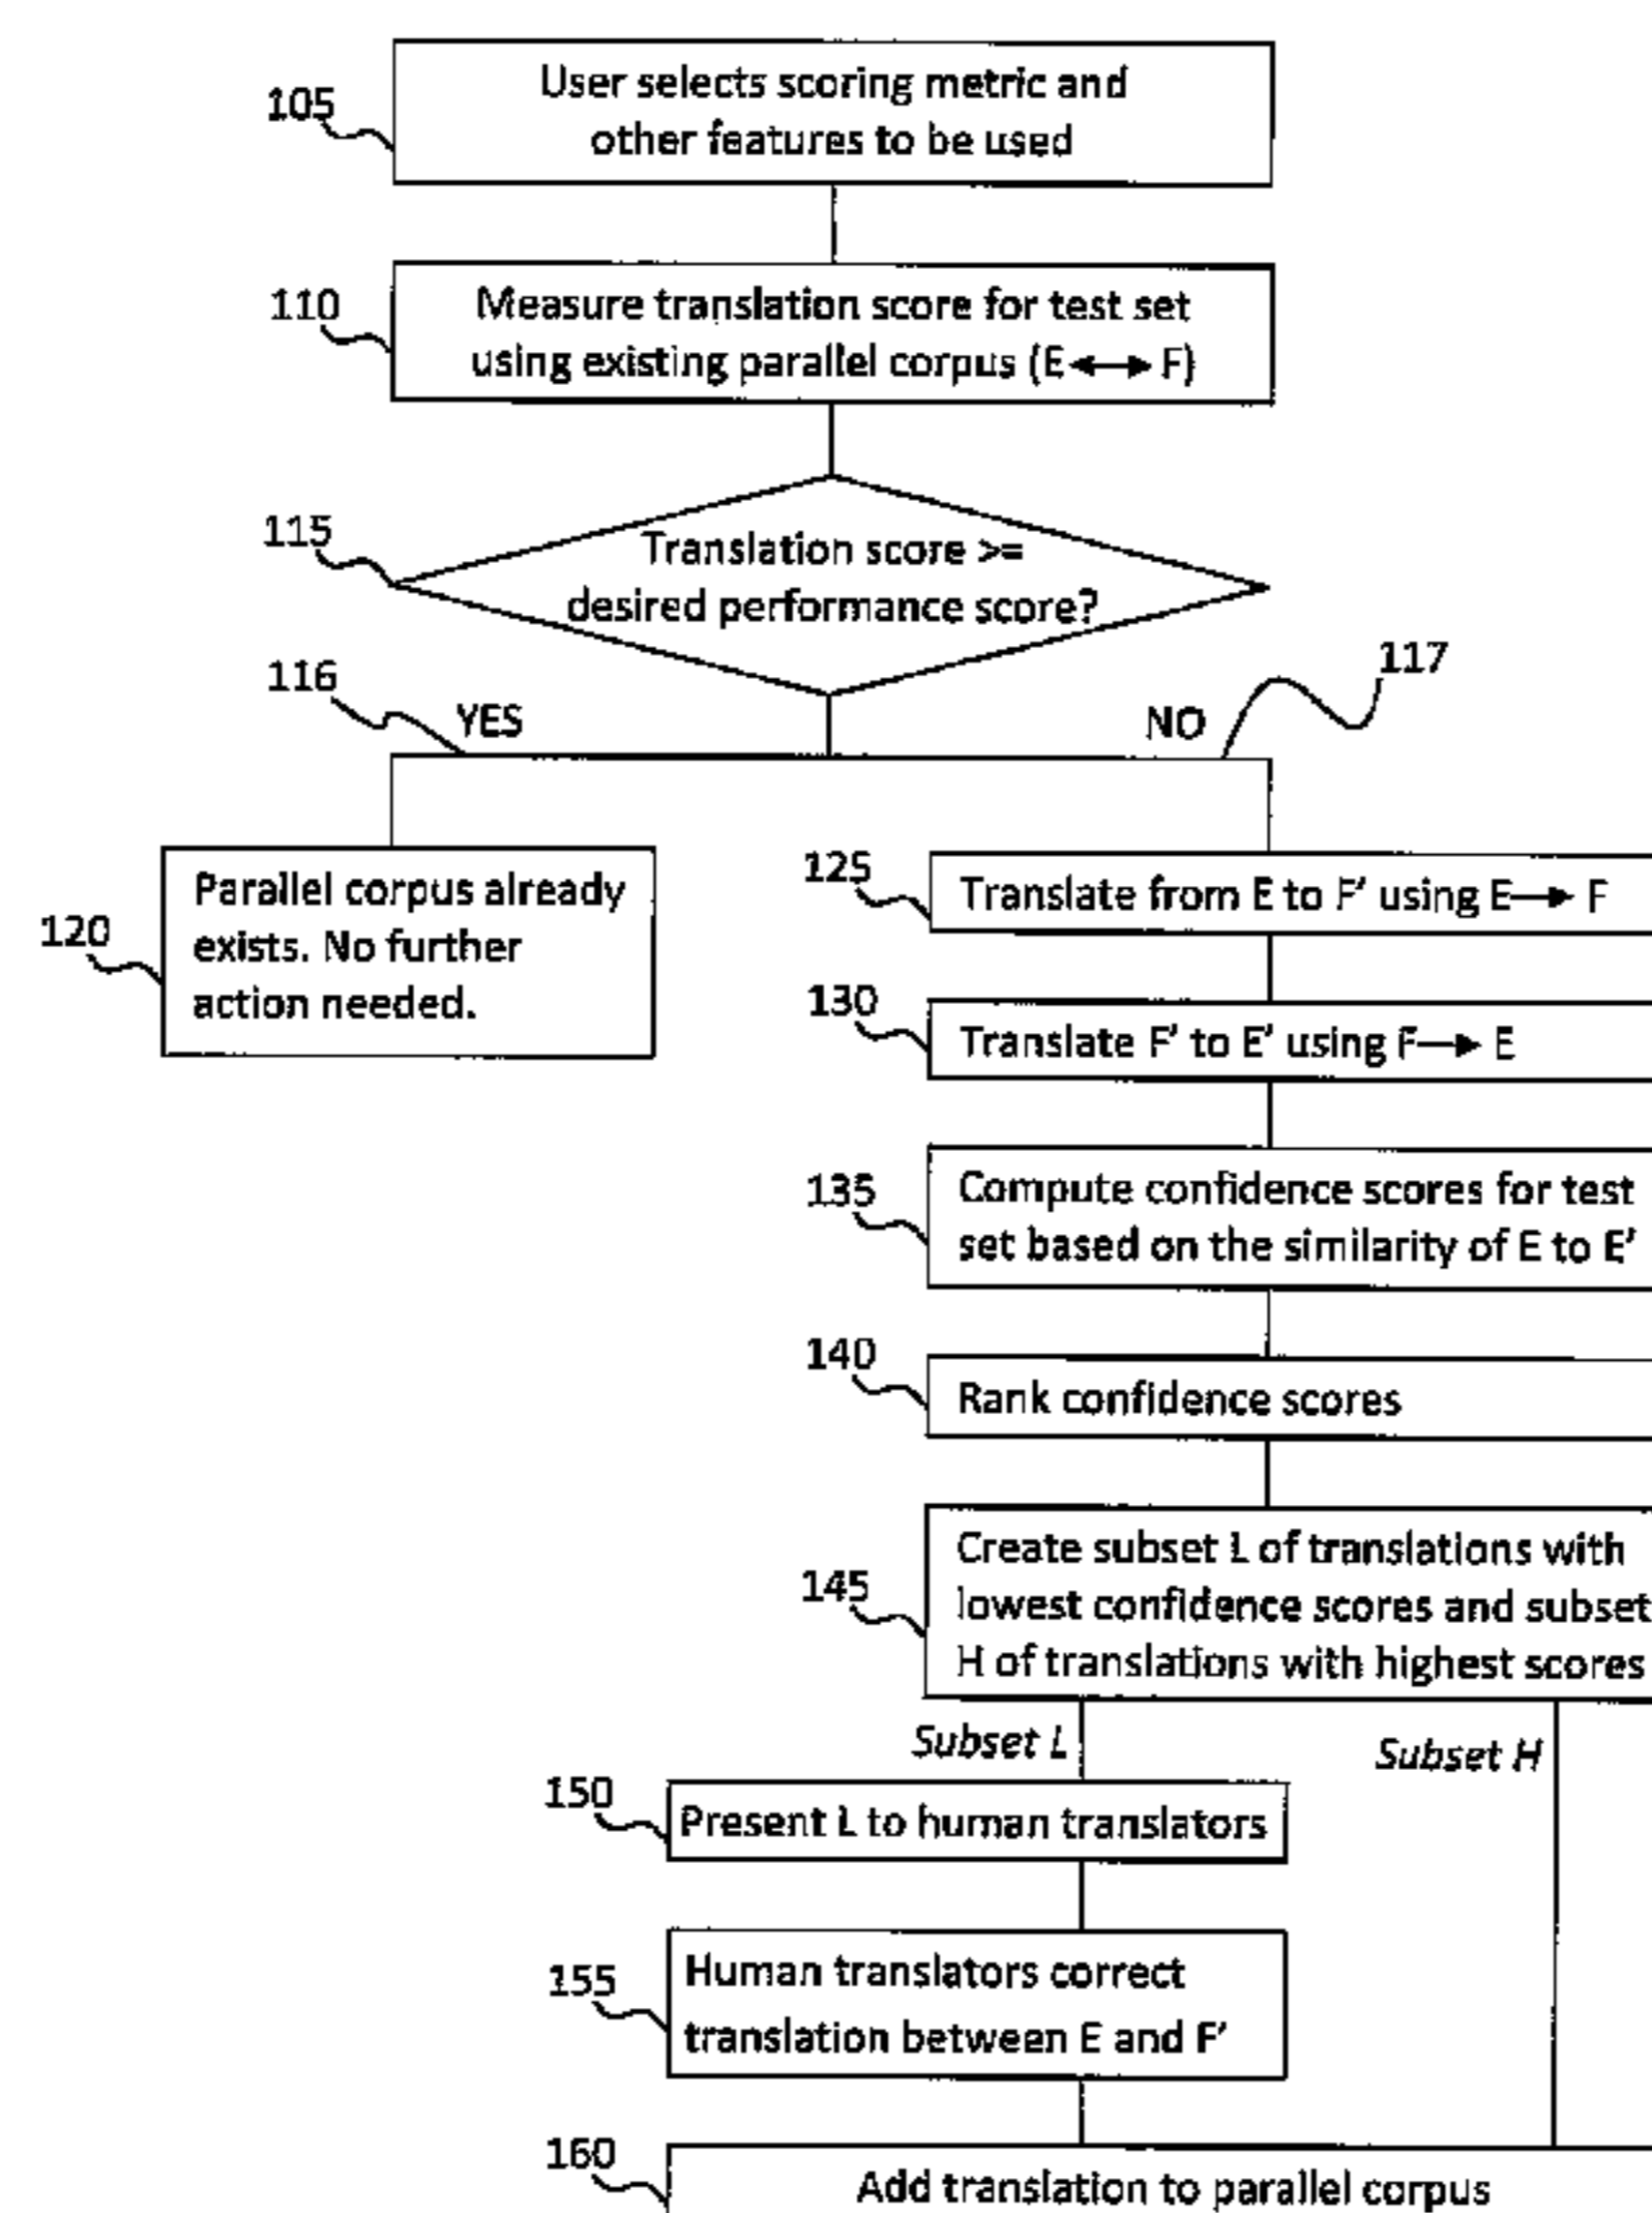 105
User selects scoring metric and
other features to be used
110
Measure translation score for test set
using existing parallel corpus (E ↔ F)
115
Translation score >=
desired performance score?
116
YES
NO
117
120
Parallel corpus already
exists. No further
action needed.
125
Translate from E to F' using E → F
130
Translate F' to E' using F → E
135
Compute confidence scores for test
set based on the similarity of E to E'
140
Rank confidence scores
145
Create subset L of translations with
lowest confidence scores and subset
H of translations with highest scores
Subset L
Subset H
150
Present L to human translators
155
Human translators correct
translation between E and F'
160
Add translation to parallel corpus